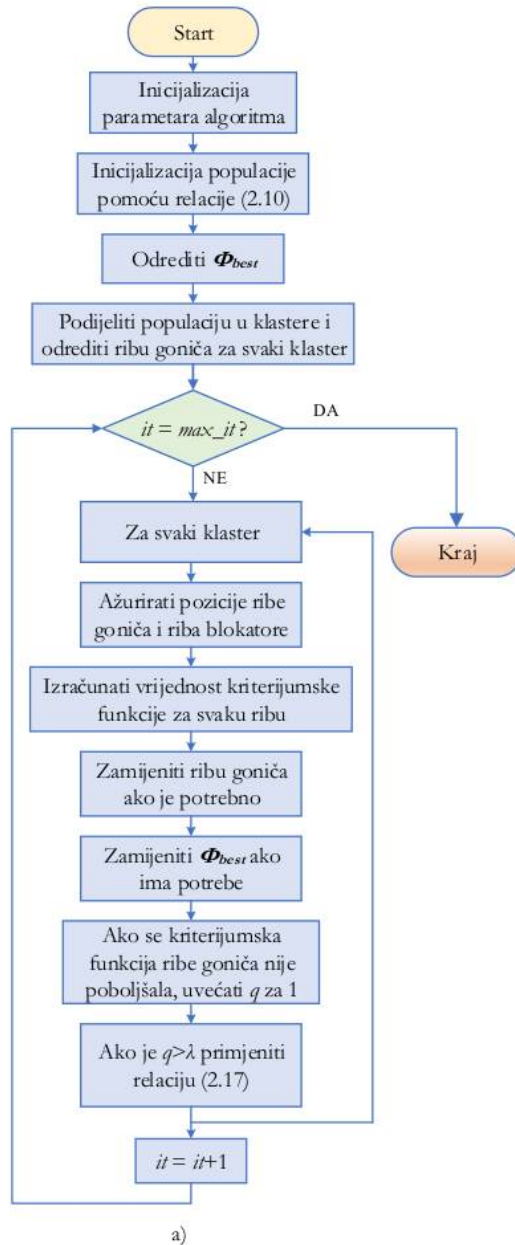 Start
Inicijalizacija
parametara algoritma
Inicijalizacija populacije
pomoću relacije (2.10)
Odrediti Φbest
Podijeliti populaciju u klastere i
odrediti ribu goniča za svaki klaster
it = max_it?
DA
NE
Za svaki klaster
Kraj
Ažurirati pozicije ribe
goniča i riba blokatore
Izračunati vrijednost kriterijumske
funkcije za svaku ribu
Zamijeniti ribu goniča
ako je potrebno
Zamijeniti Φbest ako
ima potrebe
Ako se kriterijumska
funkcija ribe goniča nije
poboljšala, uvećati q za 1
Ako je q>λ primjeniti
relaciju (2.17)
it = it+1
a)